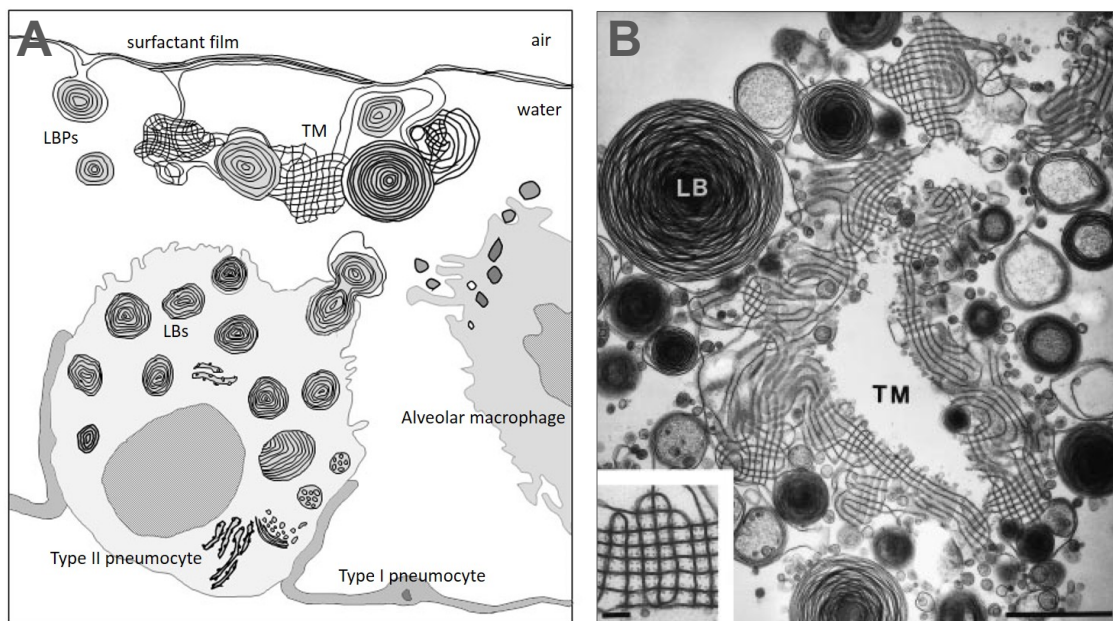 A
surfactant film
air
water
LBPs
TM
LBs
Alveolar macrophage
Type II pneumocyte
Type I pneumocyte
B
LB
TM